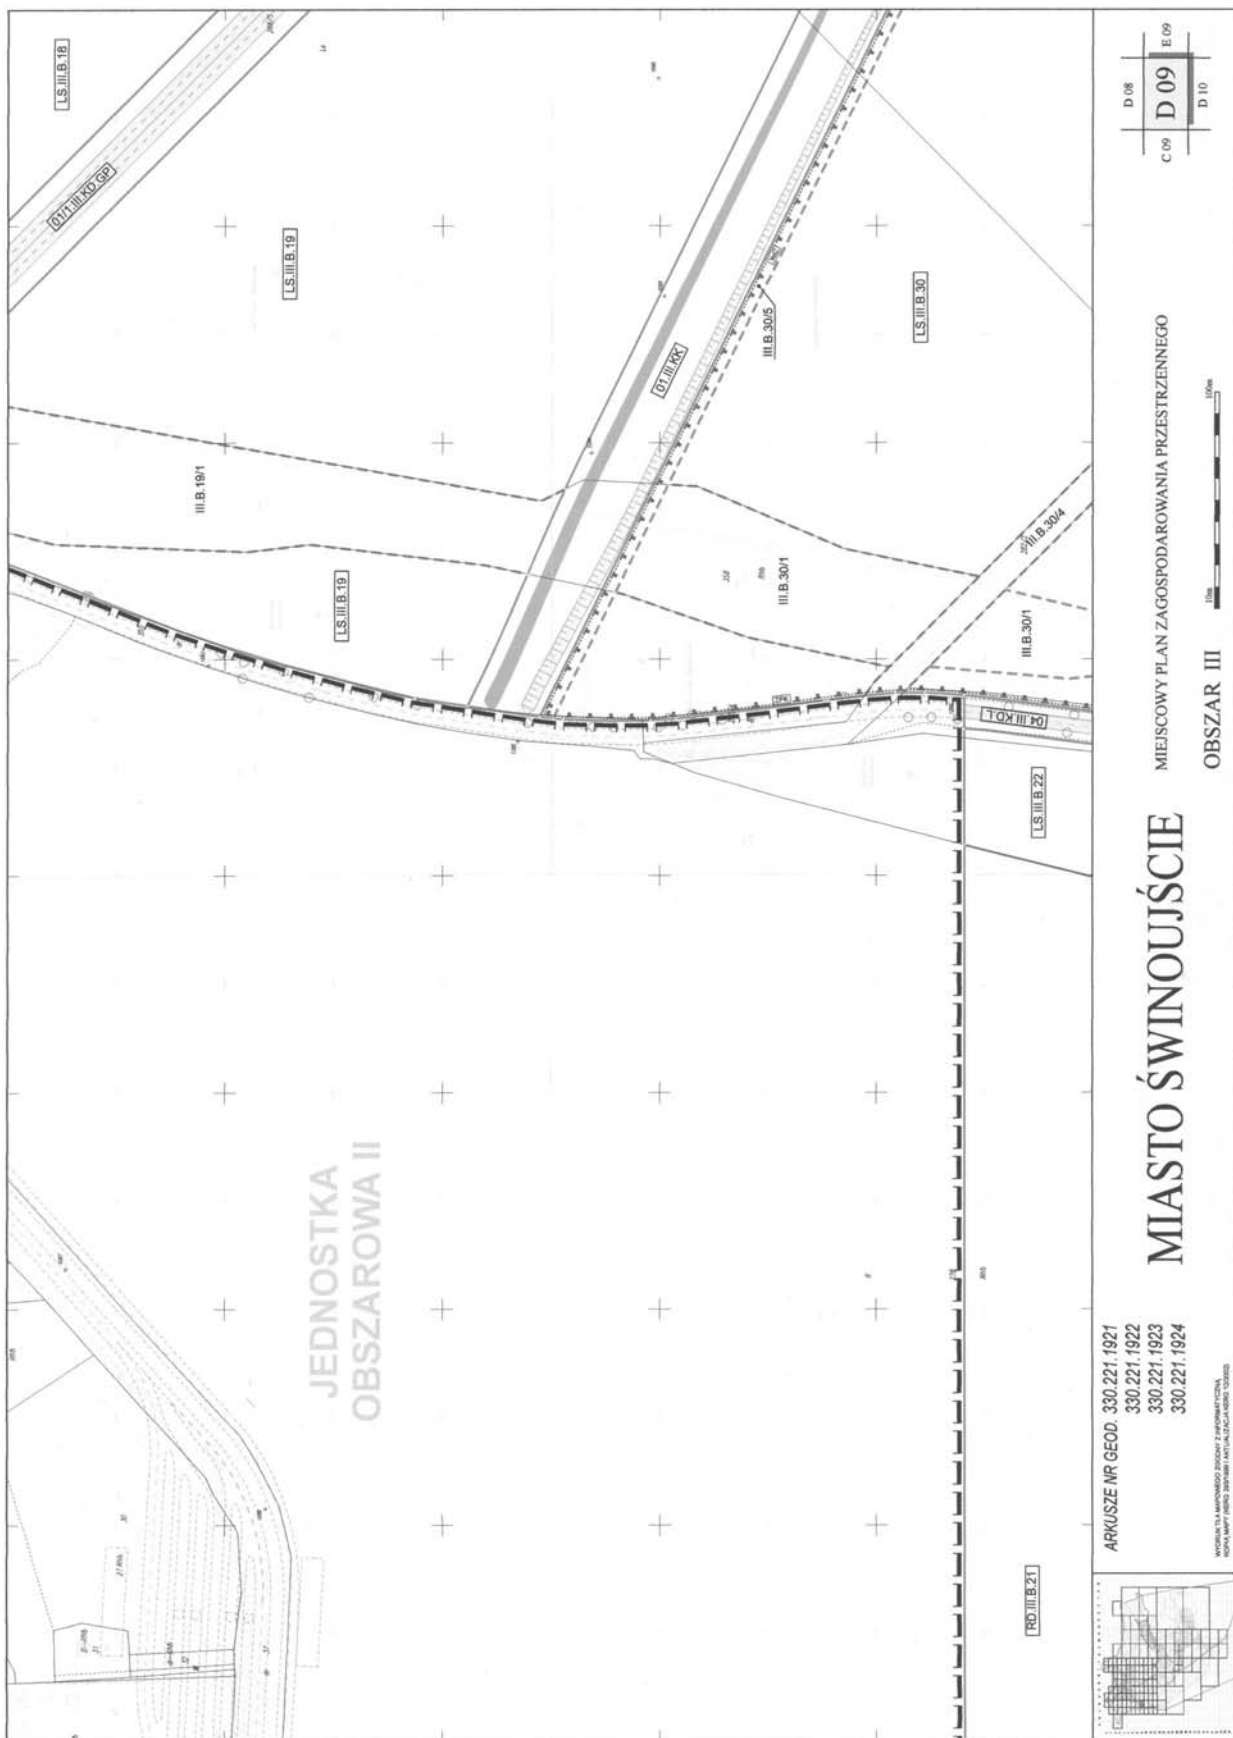 MIASTO ŚWINOUJŚCIE
MIEJSCOWY PLAN ZAGOSPODAROWANIA PRZESTRZENNEGO
OBSZAR III
10m
100m
D 08
C 09
D 09
E 09
D 10
ARKUSZE NR GEOD. 330.221.1921
330.221.1922
330.221.1923
330.221.1924
LS.III.B.18
01/1.III.KD.GP
LS.III.B.19
III.B.19/1
LS.III.B.19
01.III.KK
III.B.30/5
LS.III.B.30
III.B.30/1
III.B.30/4
III.B.30/1
04.III.KD.L
LS.III.B.22
JEDNOSTKA
OBSZAROWA II
RD.III.B.21